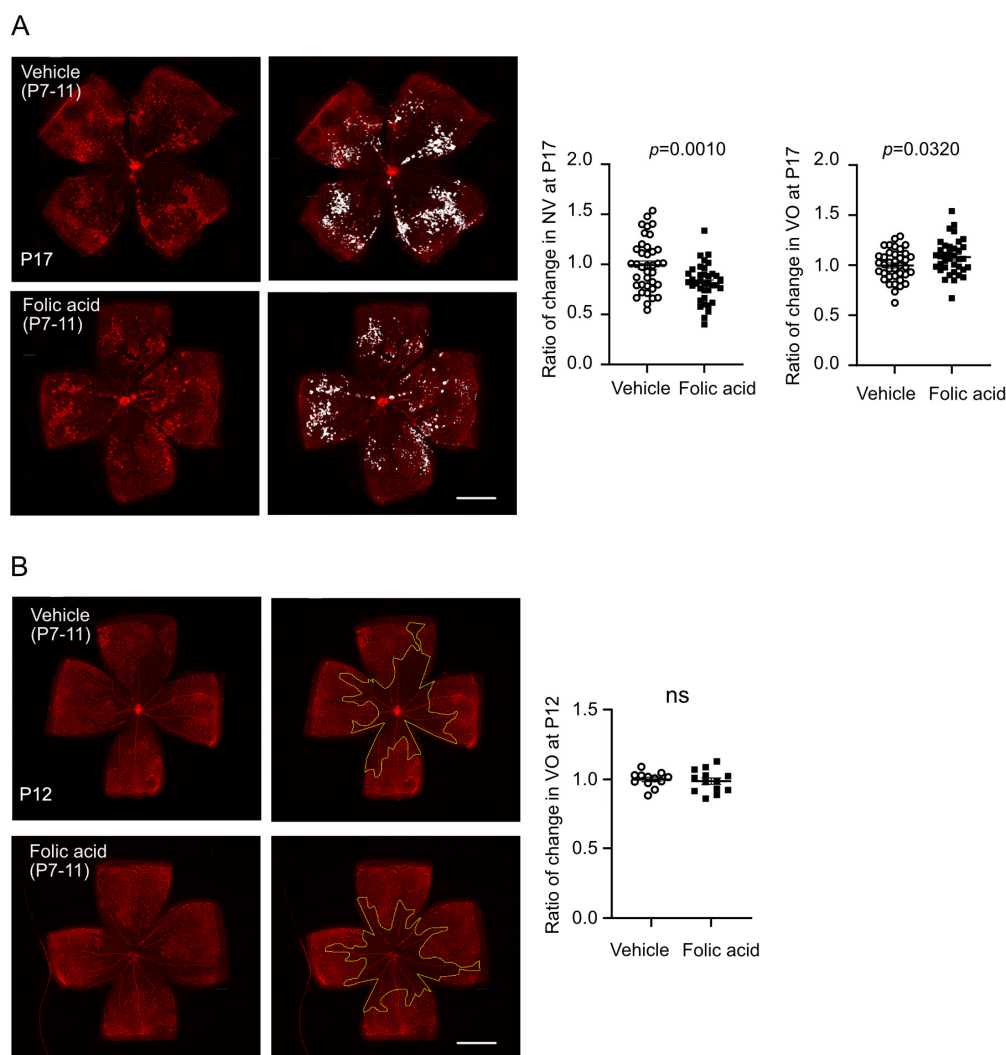 A
Vehicle
(P7-11)
P17
Folic acid
(P7-11)
Ratio of change in NV at P17
2.0
1.5
1.0
0.5
0.0
p=0.0010
Vehicle
Folic acid
Ratio of change in VO at P17
2.0
1.5
1.0
0.5
0.0
p=0.0320
Vehicle
Folic acid
B
Vehicle
(P7-11)
P12
Folic acid
(P7-11)
Ratio of change in VO at P12
1.5
1.0
0.5
0.0
ns
Vehicle
Folic acid